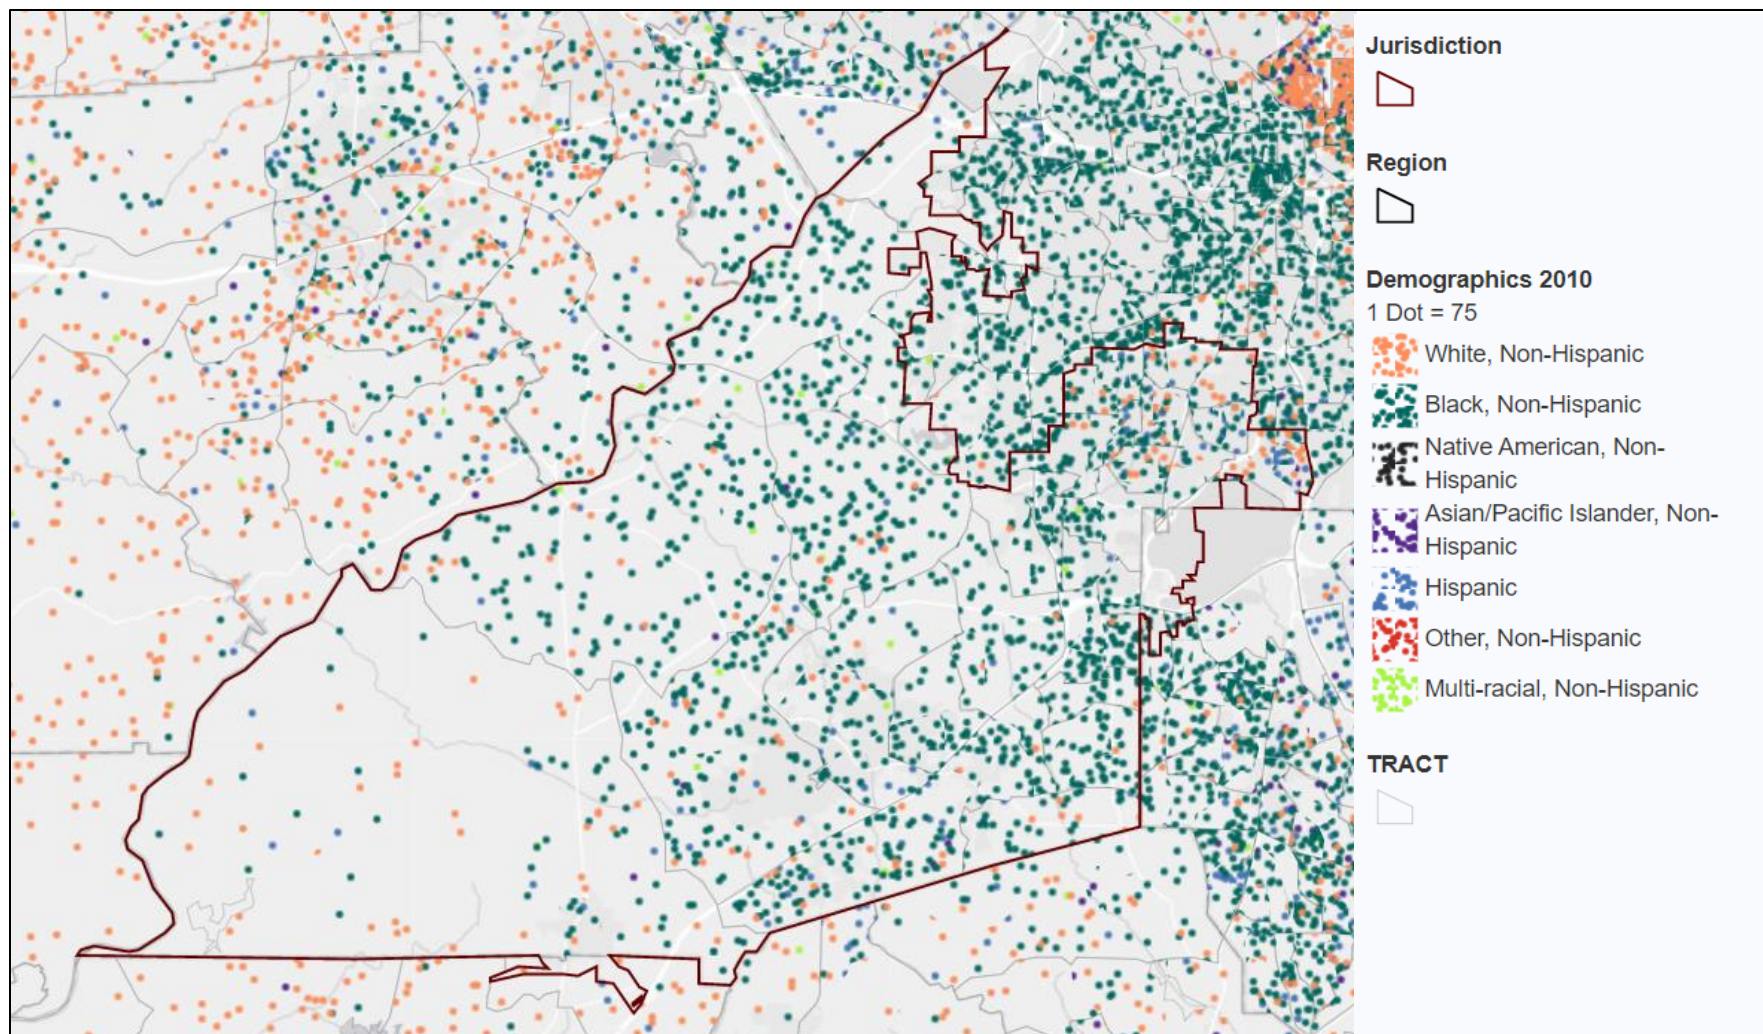 Jurisdiction
Region
Demographics 2010
1 Dot = 75
White, Non-Hispanic
Black, Non-Hispanic
Native American, Non-
Hispanic
Asian/Pacific Islander, Non-
Hispanic
Hispanic
Other, Non-Hispanic
Multi-racial, Non-Hispanic
TRACT